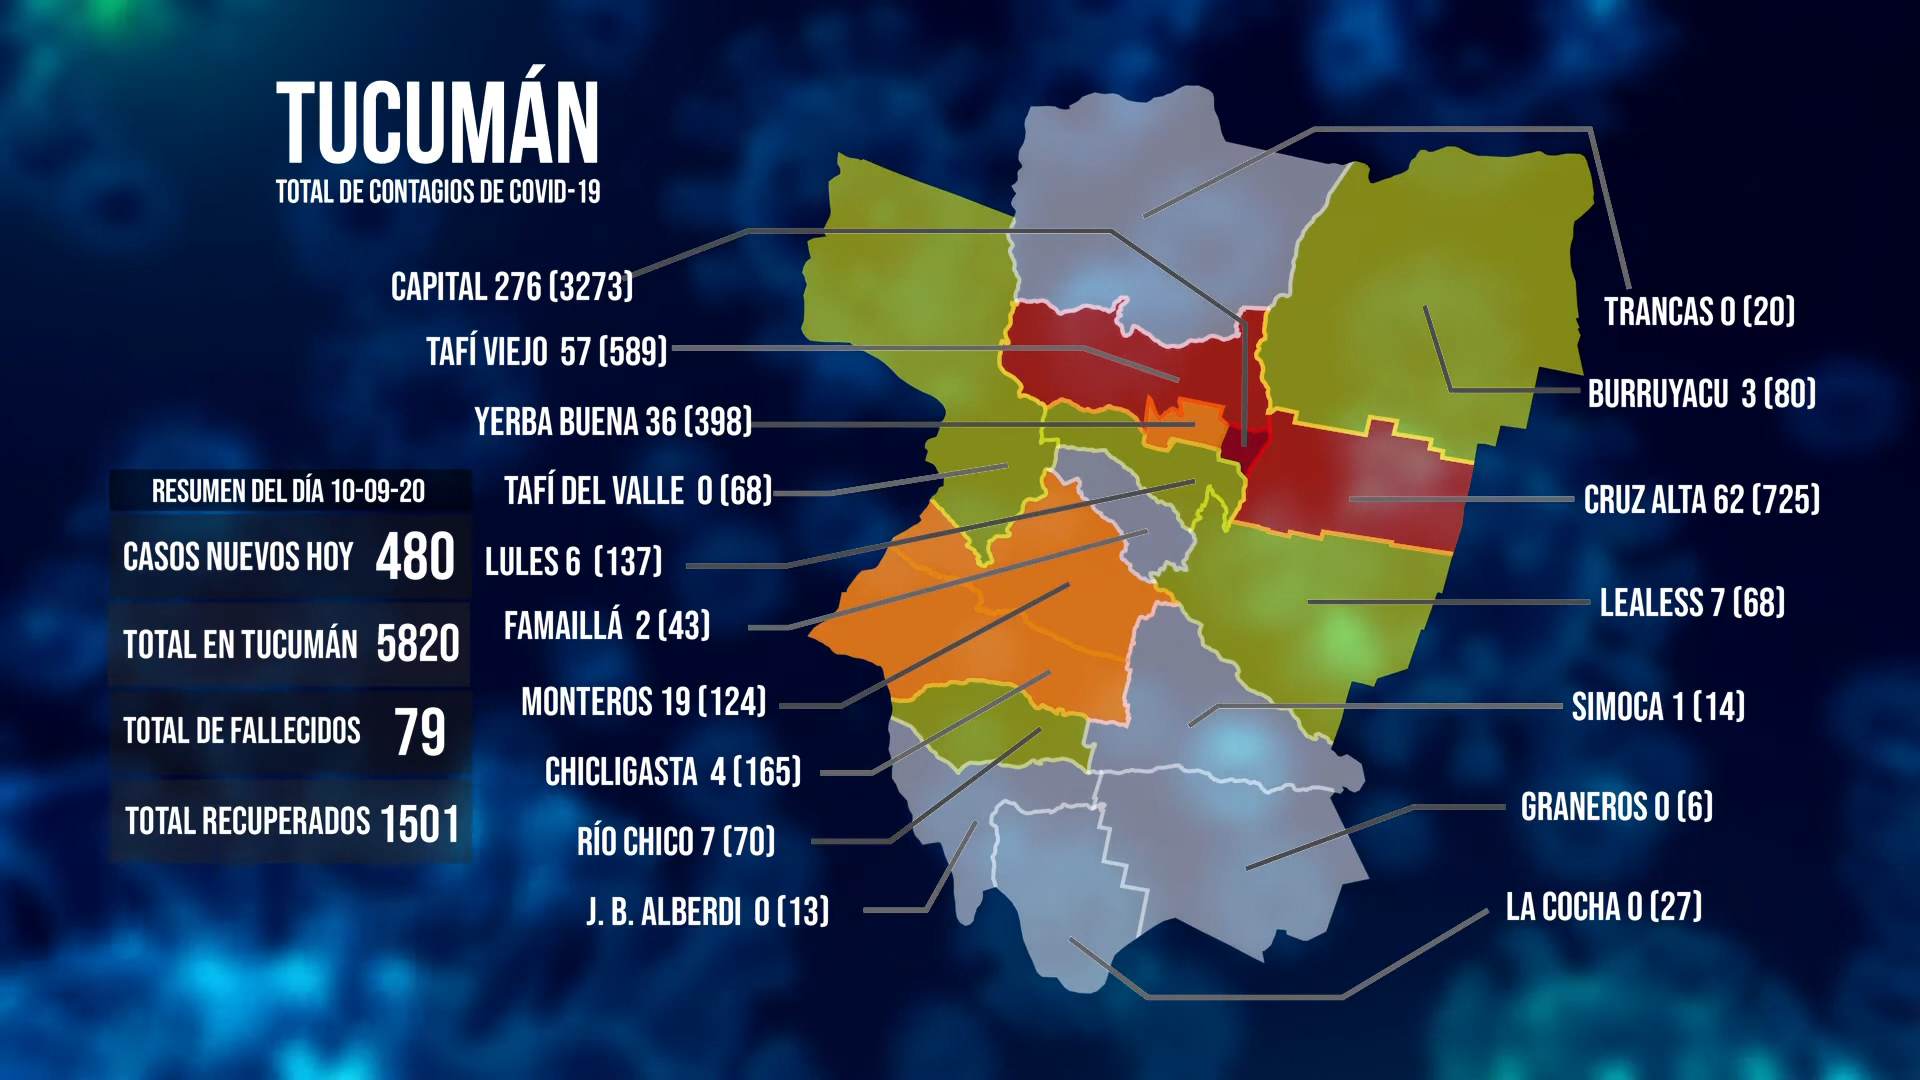 TUCUMÁN
TOTAL DE CONTAGIOS DE COVID-19
CAPITAL 276 (3273)
TAFÍ VIEJO 57 (589)
YERBA BUENA 36 (398)
TAFÍ DEL VALLE 0 (68)
LULES 6 (137)
FAMAILLÁ 2 (43)
MONTEROS 19 (124)
CHICLIGASTA 4 (165)
RÍO CHICO 7 (70)
J. B. ALBERDI 0 (13)
RESUMEN DEL DÍA 10-09-20
CASOS NUEVOS HOY 480
TOTAL EN TUCUMÁN 5820
TOTAL DE FALLECIDOS 79
TOTAL RECUPERADOS 1501
TRANCAS 0 (20)
BURRUYACU 3 (80)
CRUZ ALTA 62 (725)
LEALESS 7 (68)
SIMOCA 1 (14)
GRANEROS 0 (6)
LA COCHA 0 (27)